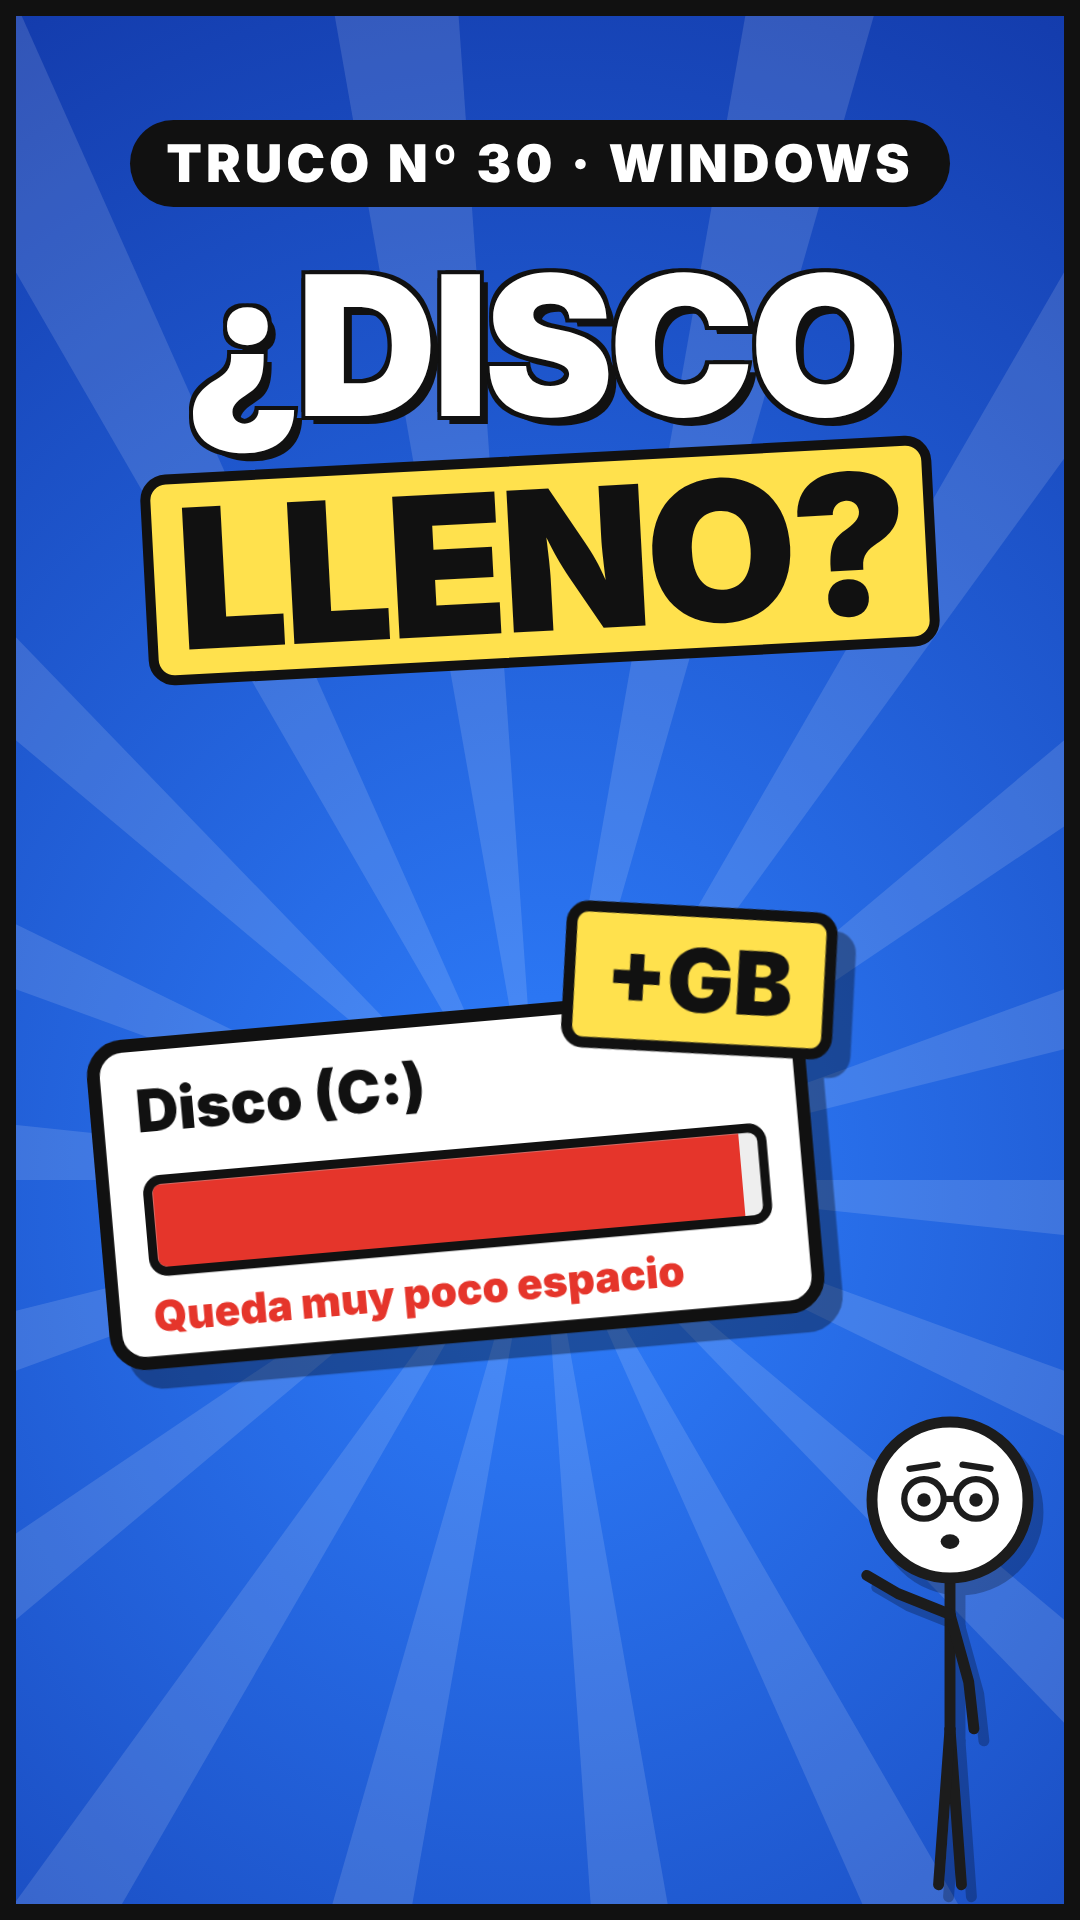 TRUCO Nº 30 · WINDOWS
¿DISCO
LLENO?
+GB
Disco (C:)
Queda muy poco espacio